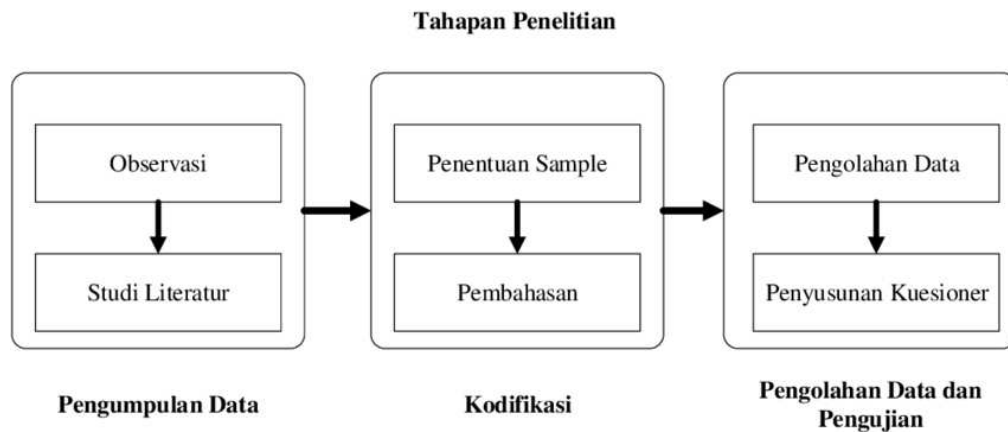 Tahapan Penelitian
Observasi
Studi Literatur
Pengumpulan Data
Penentuan Sample
Pembahasan
Kodifikasi
Pengolahan Data
Penyusunan Kuesioner
Pengolahan Data dan
Pengujian